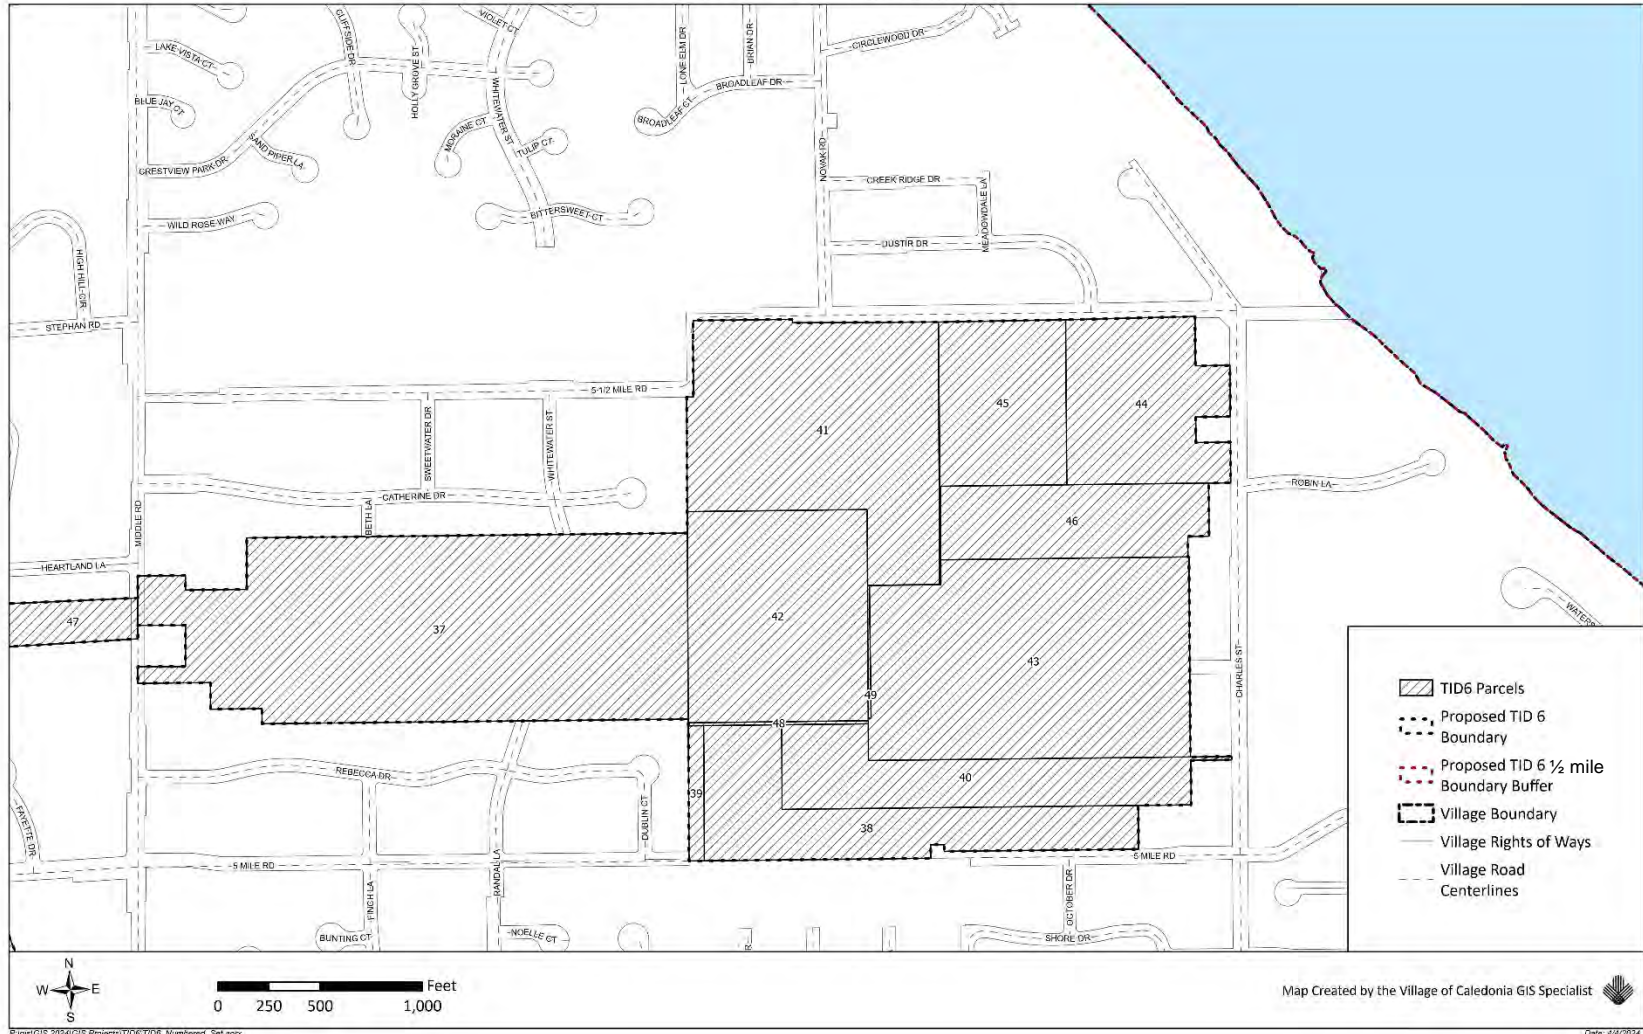 VIOLET CT
CLIFFSIDE DR
LONE ELM DR
BRIAN DR
CIRCLEWOOD DR
LAKE VISTA CT
HOLLY GROVE ST
WHITEWATER ST
BROADLEAF DR
BLUE JAY CT
BROADLEAF CT
MORAINE CT
SAND PIPER LA
TULIP CT
CRESTVIEW PARK DR
NOVAK RD
CREEK RIDGE DR
MEADOWDALE LA
WILD ROSE WAY
BITTERSWEET CT
DUSTIR DR
HIGH HILL CIR
STEPHAN RD
5-1/2 MILE RD
45
44
41
SWEETWATER DR
WHITEWATER ST
ROBIN LA
CATHERINE DR
BETH LA
MIDDLE RD
46
HEARTLAND LA
47
37
42
43
WATERS
CHARLES ST
49
48
REBECCA DR
40
39
DUBLIN CT
38
FAYETTE DR
5 MILE RD
5 MILE RD
FINCH LA
RANDAL LA
OCTOBER DR
BUNTING CT
NOELLE CT
R
SHORE DR
TID6 Parcels
Proposed TID 6
Boundary
Proposed TID 6 ½ mile
Boundary Buffer
Village Boundary
Village Rights of Ways
Village Road
Centerlines
N
W E
S
Feet
0 250 500 1,000
Map Created by the Village of Caledonia GIS Specialist
Date: 4/4/2024